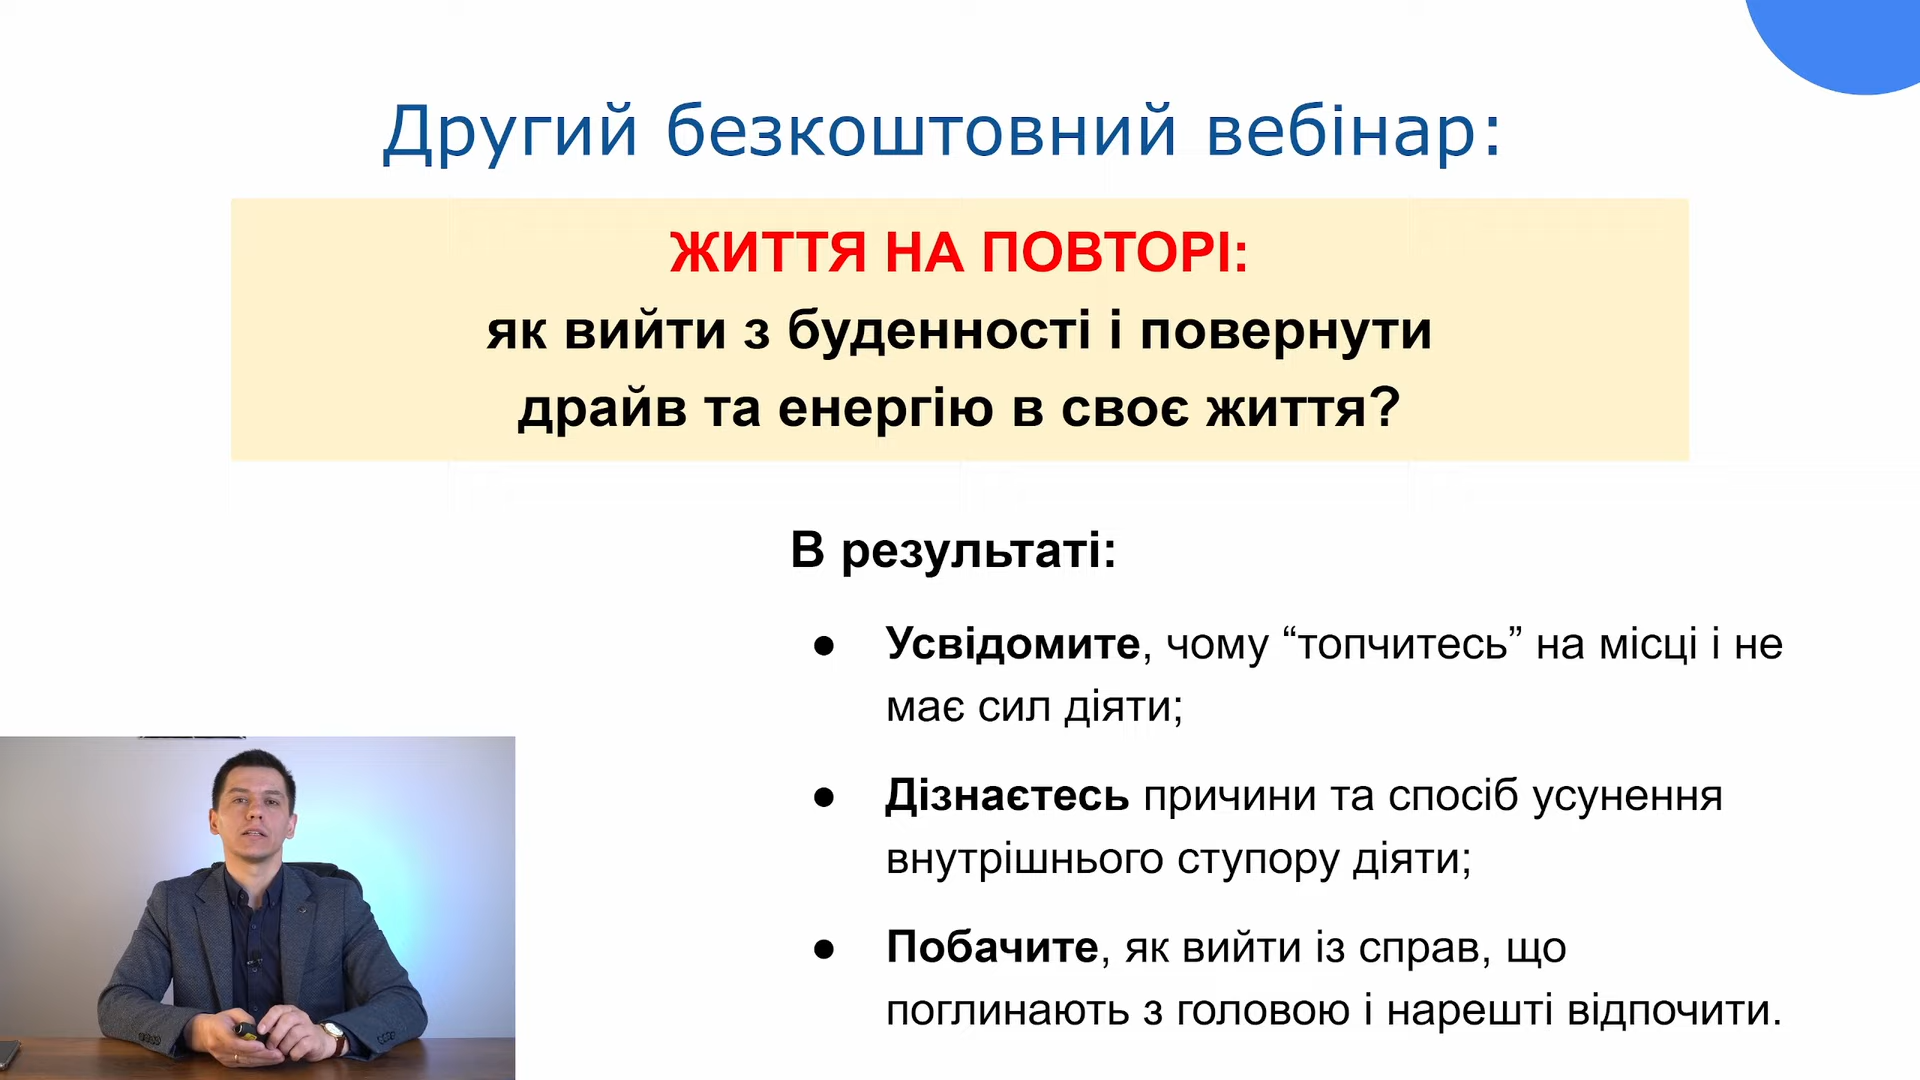 Другий безкоштовний вебінар:
ЖИТТЯ НА ПОВТОРІ:
як вийти з буденності і повернути
драйв та енергію в своє життя?
В результаті:
● Усвідомите, чому “топчитесь” на місці і не
має сил діяти;
● Дізнаєтесь причини та спосіб усунення
внутрішнього ступору діяти;
● Побачите, як вийти із справ, що
поглинають з головою і нарешті відпочити.